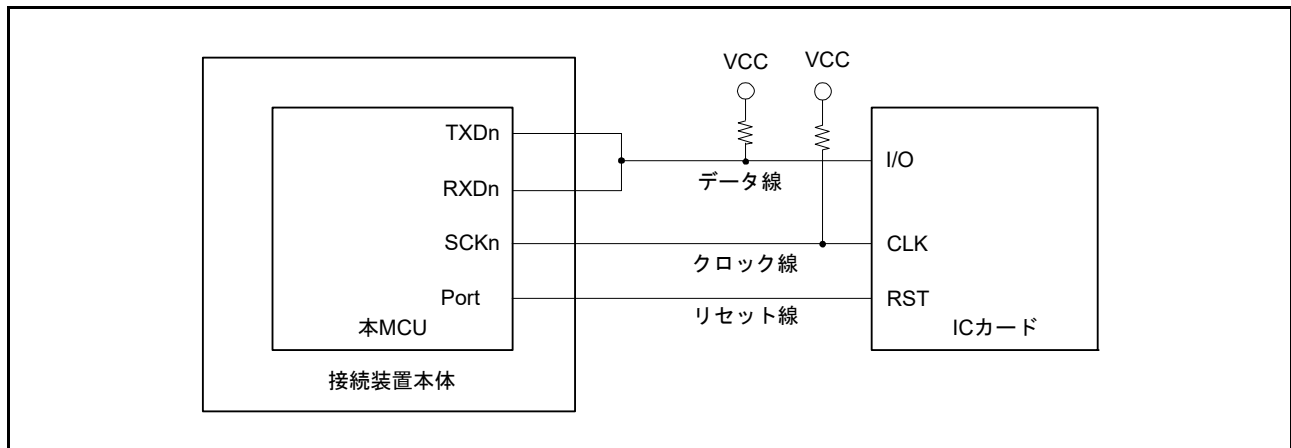 VCC
VCC
TXDn
I/O
データ線
RXDn
SCKn
CLK
クロック線
Port
RST
リセット線
本MCU
ICカード
接続装置本体